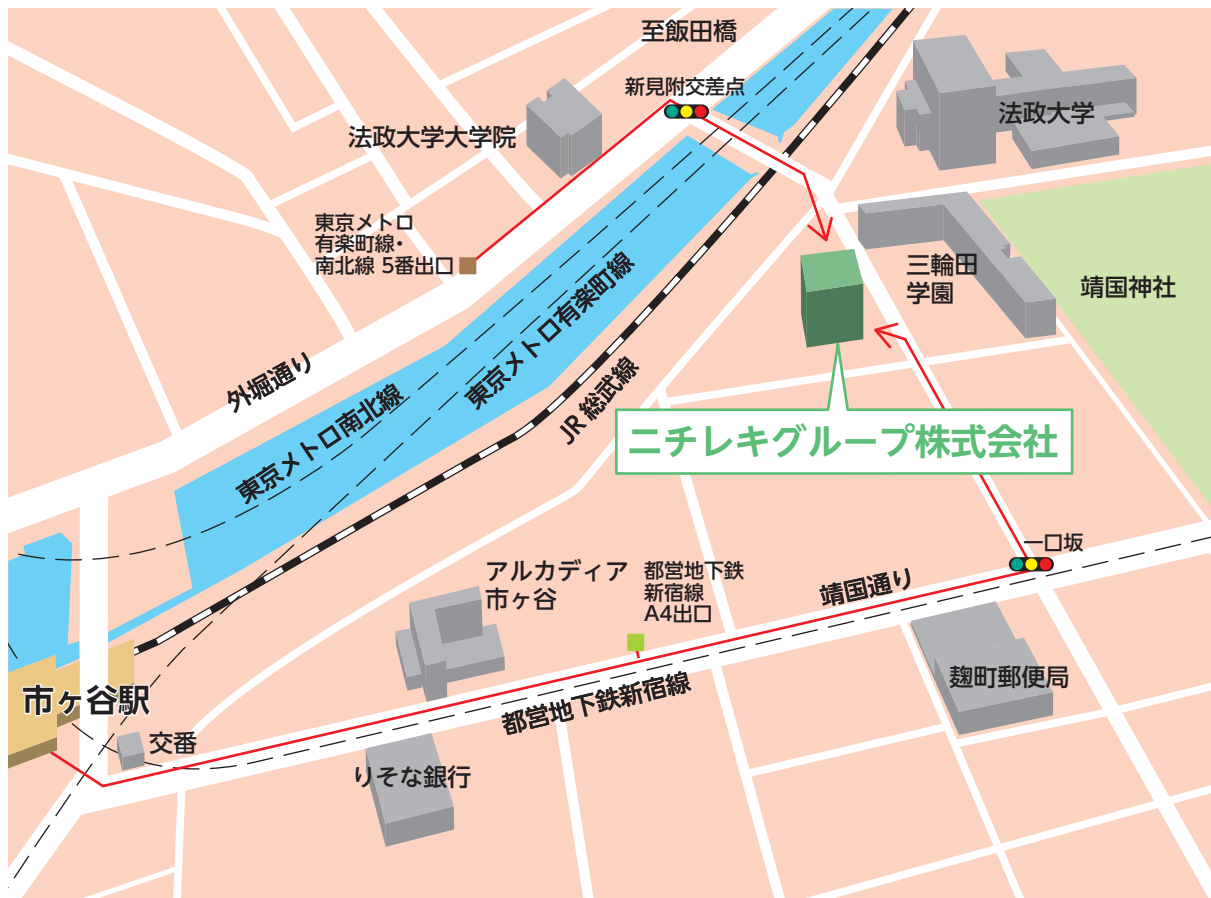 至飯田橋
新見附交差点
法政大学
法政大学大学院
東京メトロ
有楽町線・
南北線 5番出口
三輪田
学園
靖国神社
東京メトロ有楽町線
外堀通り
東京メトロ南北線
JR 総武線
ニチレキグループ株式会社
一口坂
アルカディア
市ヶ谷
都営地下鉄
新宿線
A4出口
靖国通り
麹町郵便局
市ヶ谷駅
都営地下鉄新宿線
交番
りそな銀行